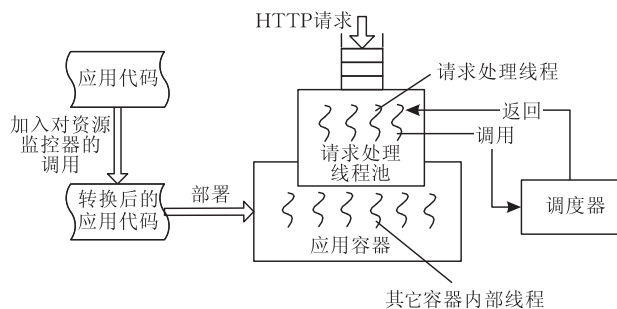 HTTP请求
应用代码
请求处理线程
返回
加入对资源
监控器的
调用
调用
请求处理
线程池
转换后的
应用代码
部署
调度器
应用容器
其它容器内部线程